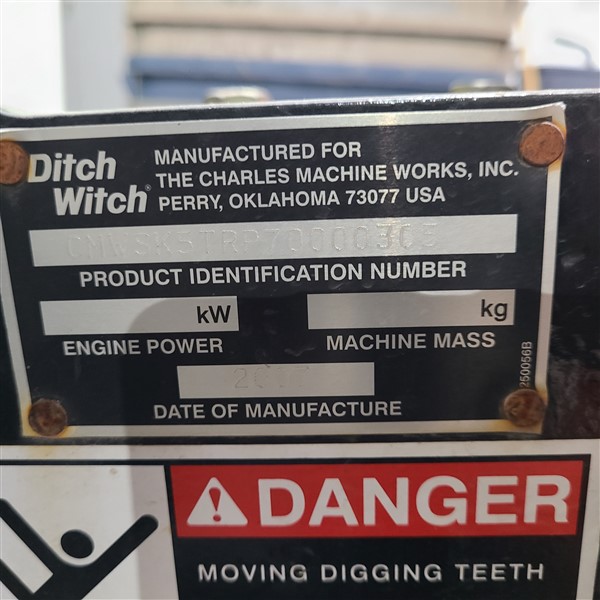 Ditch
Witch®
MANUFACTURED FOR
THE CHARLES MACHINE WORKS, INC.
PERRY, OKLAHOMA 73077 USA
PRODUCT IDENTIFICATION NUMBER
kW
kg
ENGINE POWER
MACHINE MASS
2017
DATE OF MANUFACTURE
250056B
DANGER
MOVING DIGGING TEETH